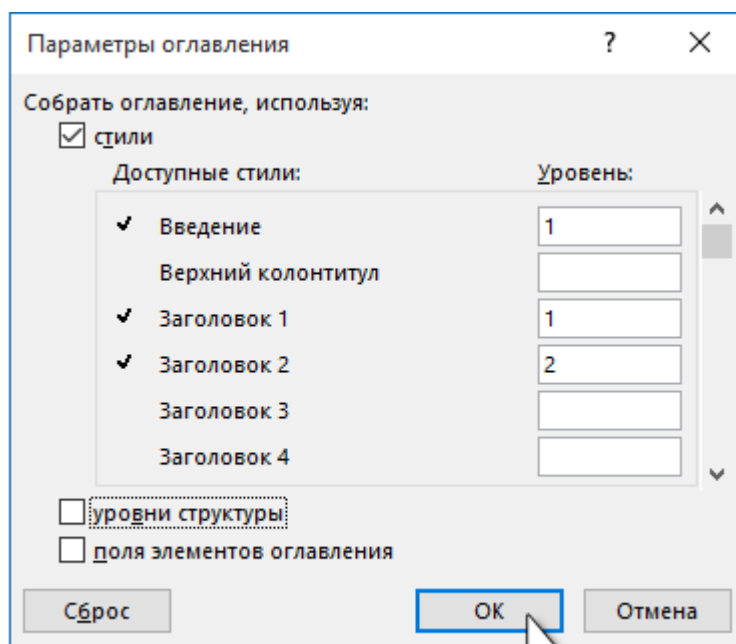 Параметры оглавления ?
Собрать оглавление, используя:
стили
Доступные стили: Уровень:
Введение 1
Верхний колонтитул
Заголовок 1 1
Заголовок 2 2
Заголовок 3
Заголовок 4
уровни структуры
поля элементов оглавления
Сброс ОК Отмена